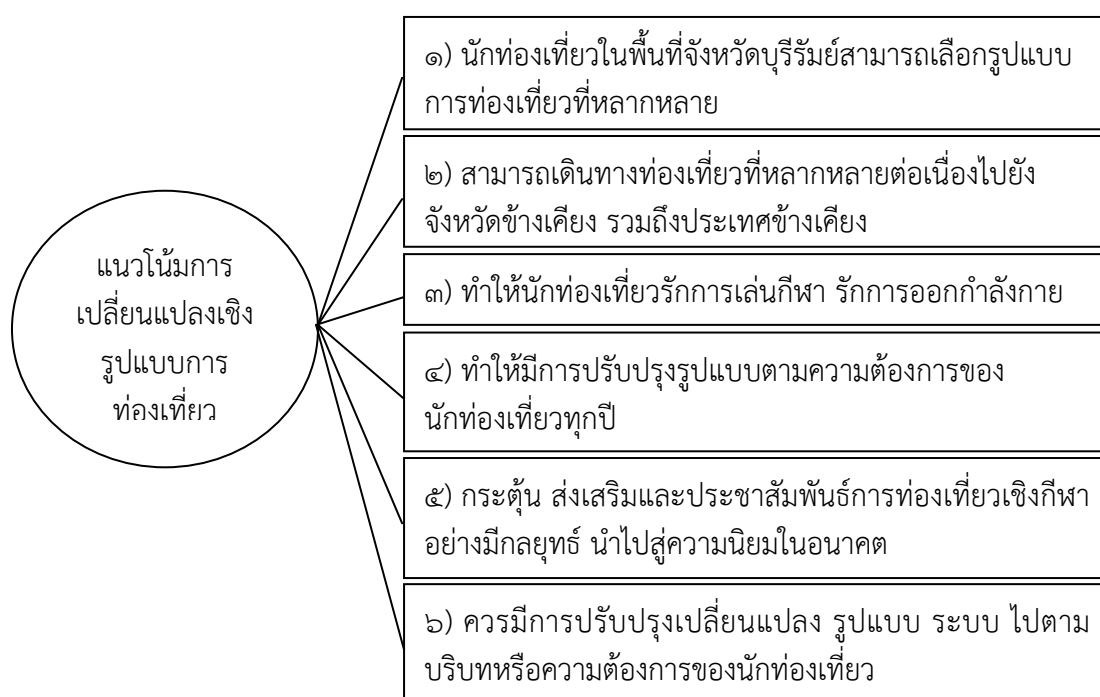 ๑) นักท่องเที่ยวในพื้นที่จังหวัดบุรีรัมย์สามารถเลือกรูปแบบ
การท่องเที่ยวที่หลากหลาย
๒) สามารถเดินทางท่องเที่ยวที่หลากหลายต่อเนื่องไปยัง
จังหวัดข้างเคียง รวมถึงประเทศข้างเคียง
แนวโน้มการ
เปลี่ยนแปลงเชิง
รูปแบบการ
ท่องเที่ยว
๓) ทำให้นักท่องเที่ยวรักการเล่นกีฬา รักการออกกำลังกาย
๔) ทำให้มีการปรับปรุงรูปแบบตามความต้องการของ
นักท่องเที่ยวทุกปี
๕) กระตุ้น ส่งเสริมและประชาสัมพันธ์การท่องเที่ยวเชิงกีฬา
อย่างมีกลยุทธ์ นำไปสู่ความนิยมในอนาคต
๖) ควรมีการปรับปรุงเปลี่ยนแปลง รูปแบบ ระบบ ไปตาม
บริบทหรือความต้องการของนักท่องเที่ยว